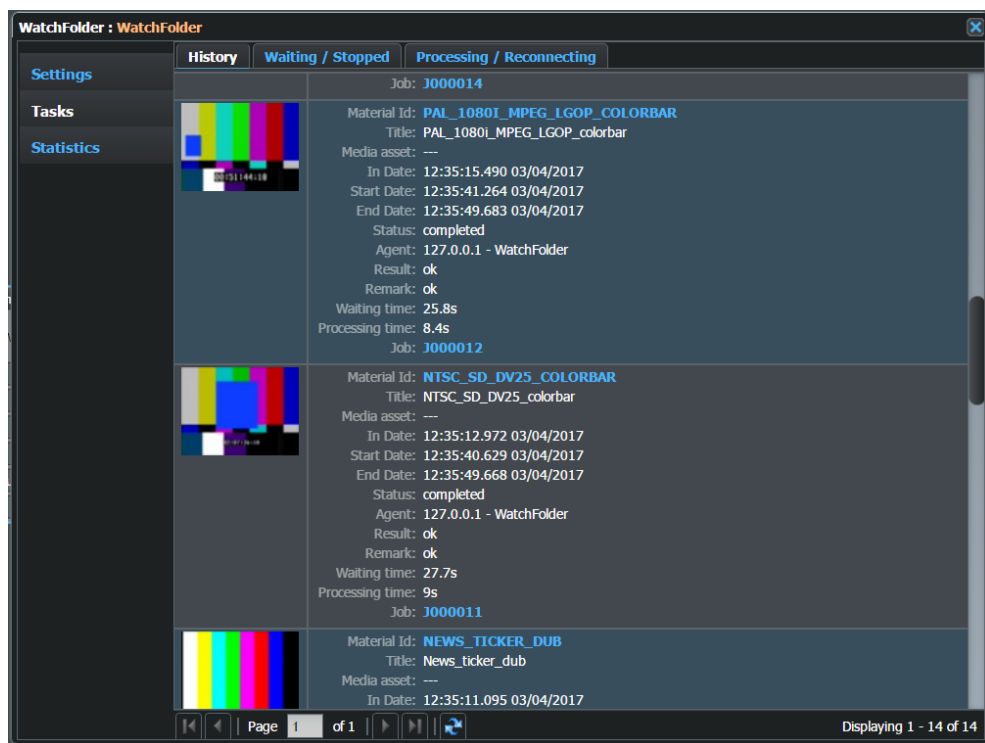 WatchFolder : WatchFolder
Settings
Tasks
Statistics
History Waiting / Stopped Processing / Reconnecting
Job: J000014
Material Id: PAL_1080I_MPEG_LGOP_COLORBAR
Title: PAL_1080i_MPEG_LGOP_colorbar
Media asset: ---
In Date: 12:35:15.490 03/04/2017
Start Date: 12:35:41.264 03/04/2017
End Date: 12:35:49.683 03/04/2017
Status: completed
Agent: 127.0.0.1 - WatchFolder
Result: ok
Remark: ok
Waiting time: 25.8s
Processing time: 8.4s
Job: J000012
Material Id: NTSC_SD_DV25_COLORBAR
Title: NTSC_SD_DV25_colorbar
Media asset: ---
In Date: 12:35:12.972 03/04/2017
Start Date: 12:35:40.629 03/04/2017
End Date: 12:35:49.668 03/04/2017
Status: completed
Agent: 127.0.0.1 - WatchFolder
Result: ok
Remark: ok
Waiting time: 27.7s
Processing time: 9s
Job: J000011
Material Id: NEWS_TICKER_DUB
Title: News_ticker_dub
Media asset: ---
In Date: 12:35:11.095 03/04/2017
Page 1 of 1
Displaying 1 - 14 of 14